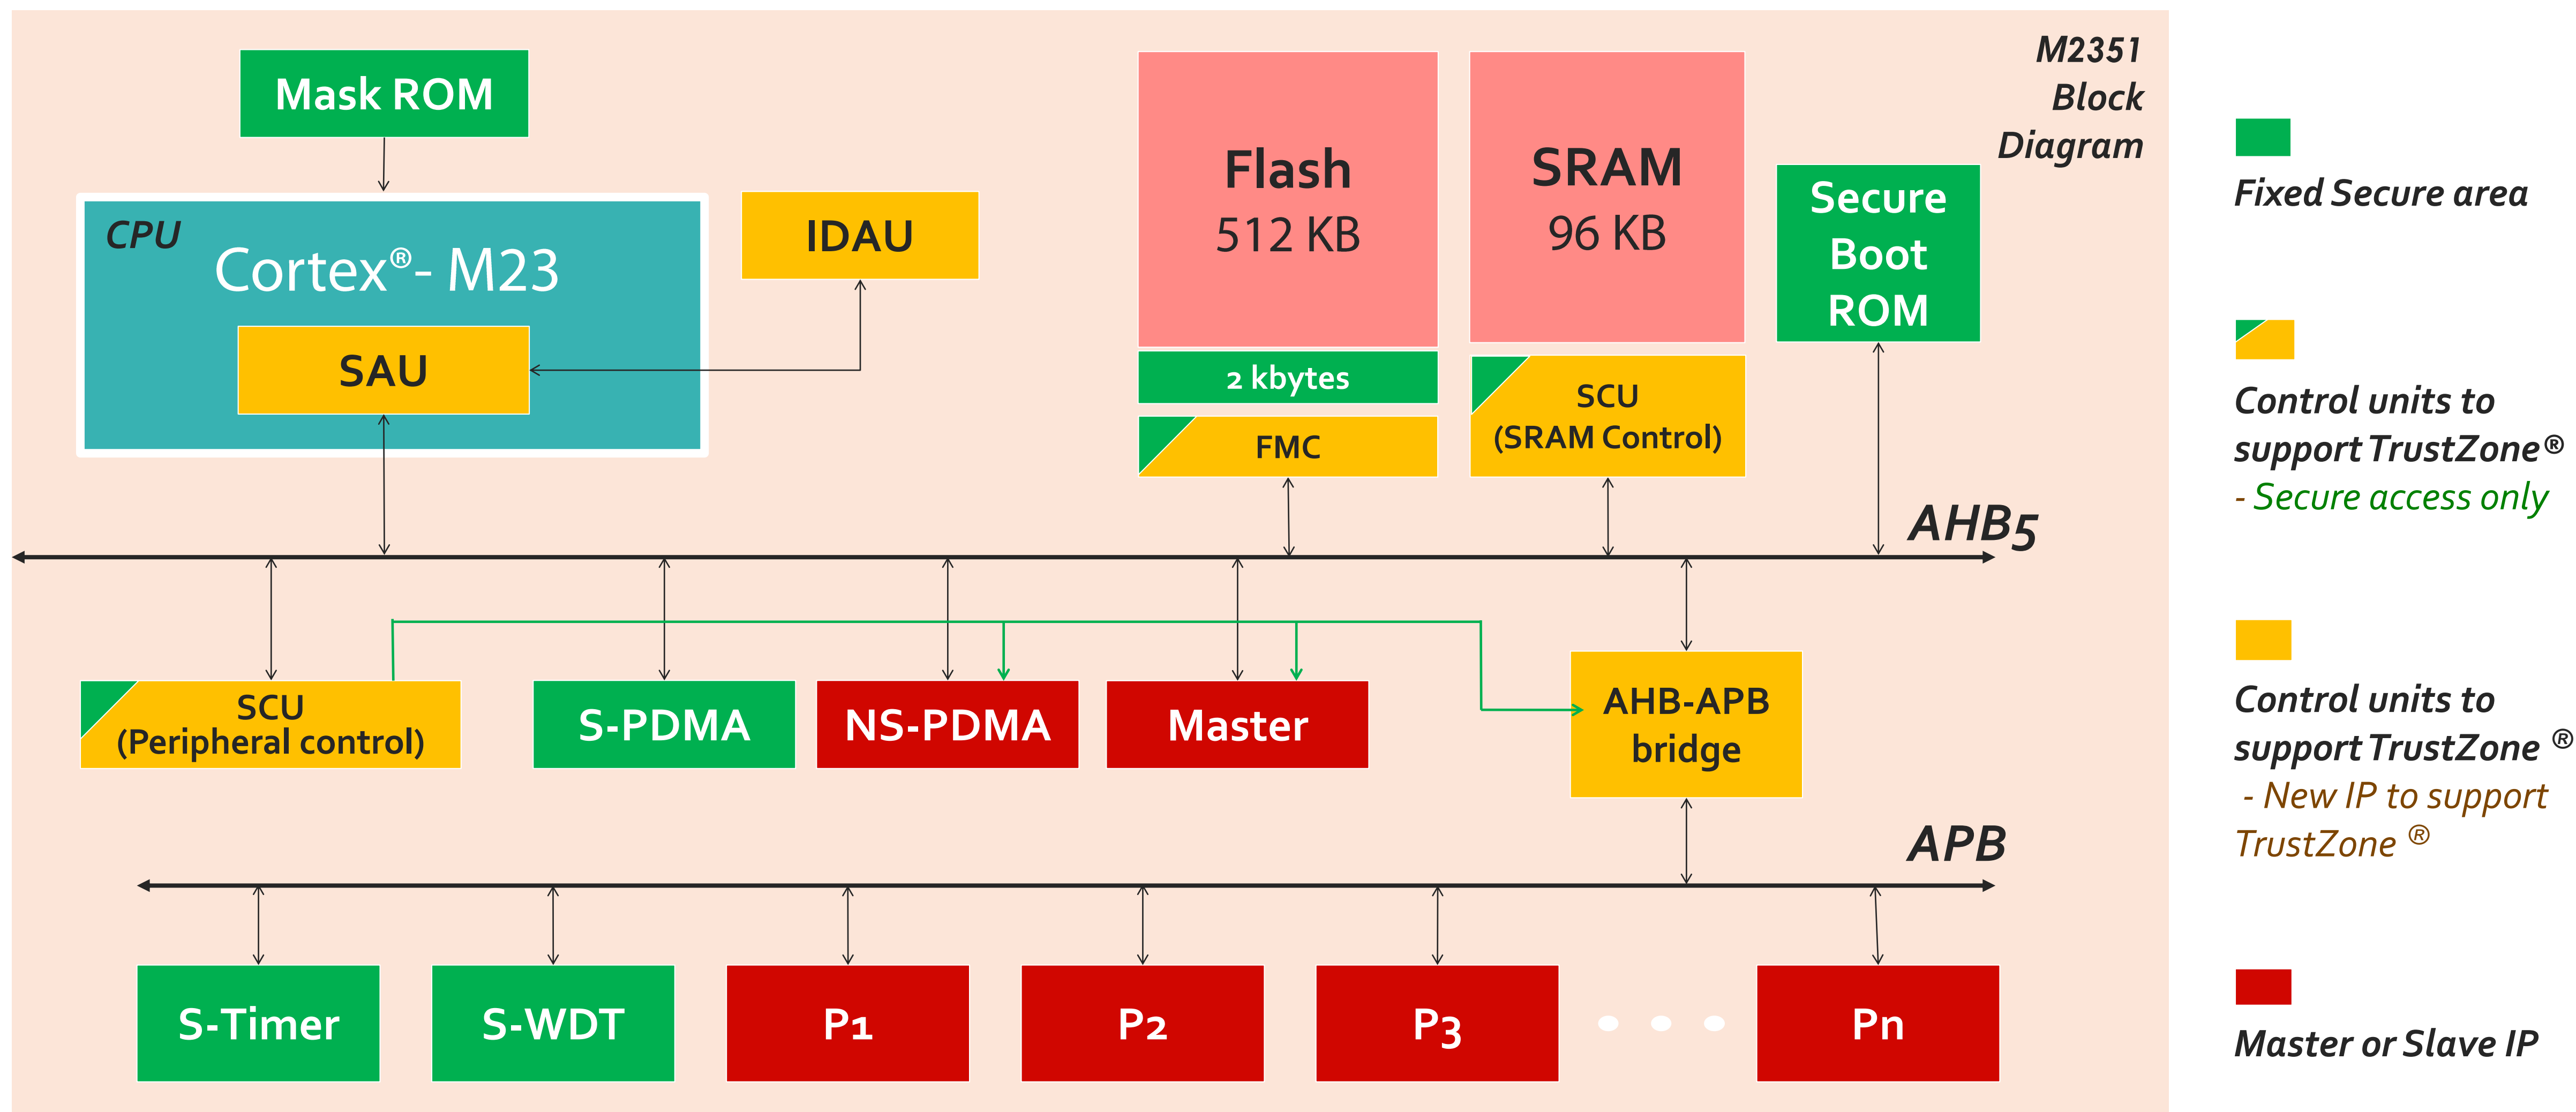 M2351
Block
Diagram
Mask ROM
CPU
Cortex®- M23
SAU
IDAU
Flash
512 KB
2 kbytes
FMC
SRAM
96 KB
SCU
(SRAM Control)
Secure
Boot
ROM
AHB5
SCU
(Peripheral control)
S-PDMA
NS-PDMA
Master
AHB-APB
bridge
APB
S-Timer
S-WDT
P1
P2
P3
Pn
Fixed Secure area
Control units to
support TrustZone®
- Secure access only
Control units to
support TrustZone ®
- New IP to support
TrustZone ®
Master or Slave IP